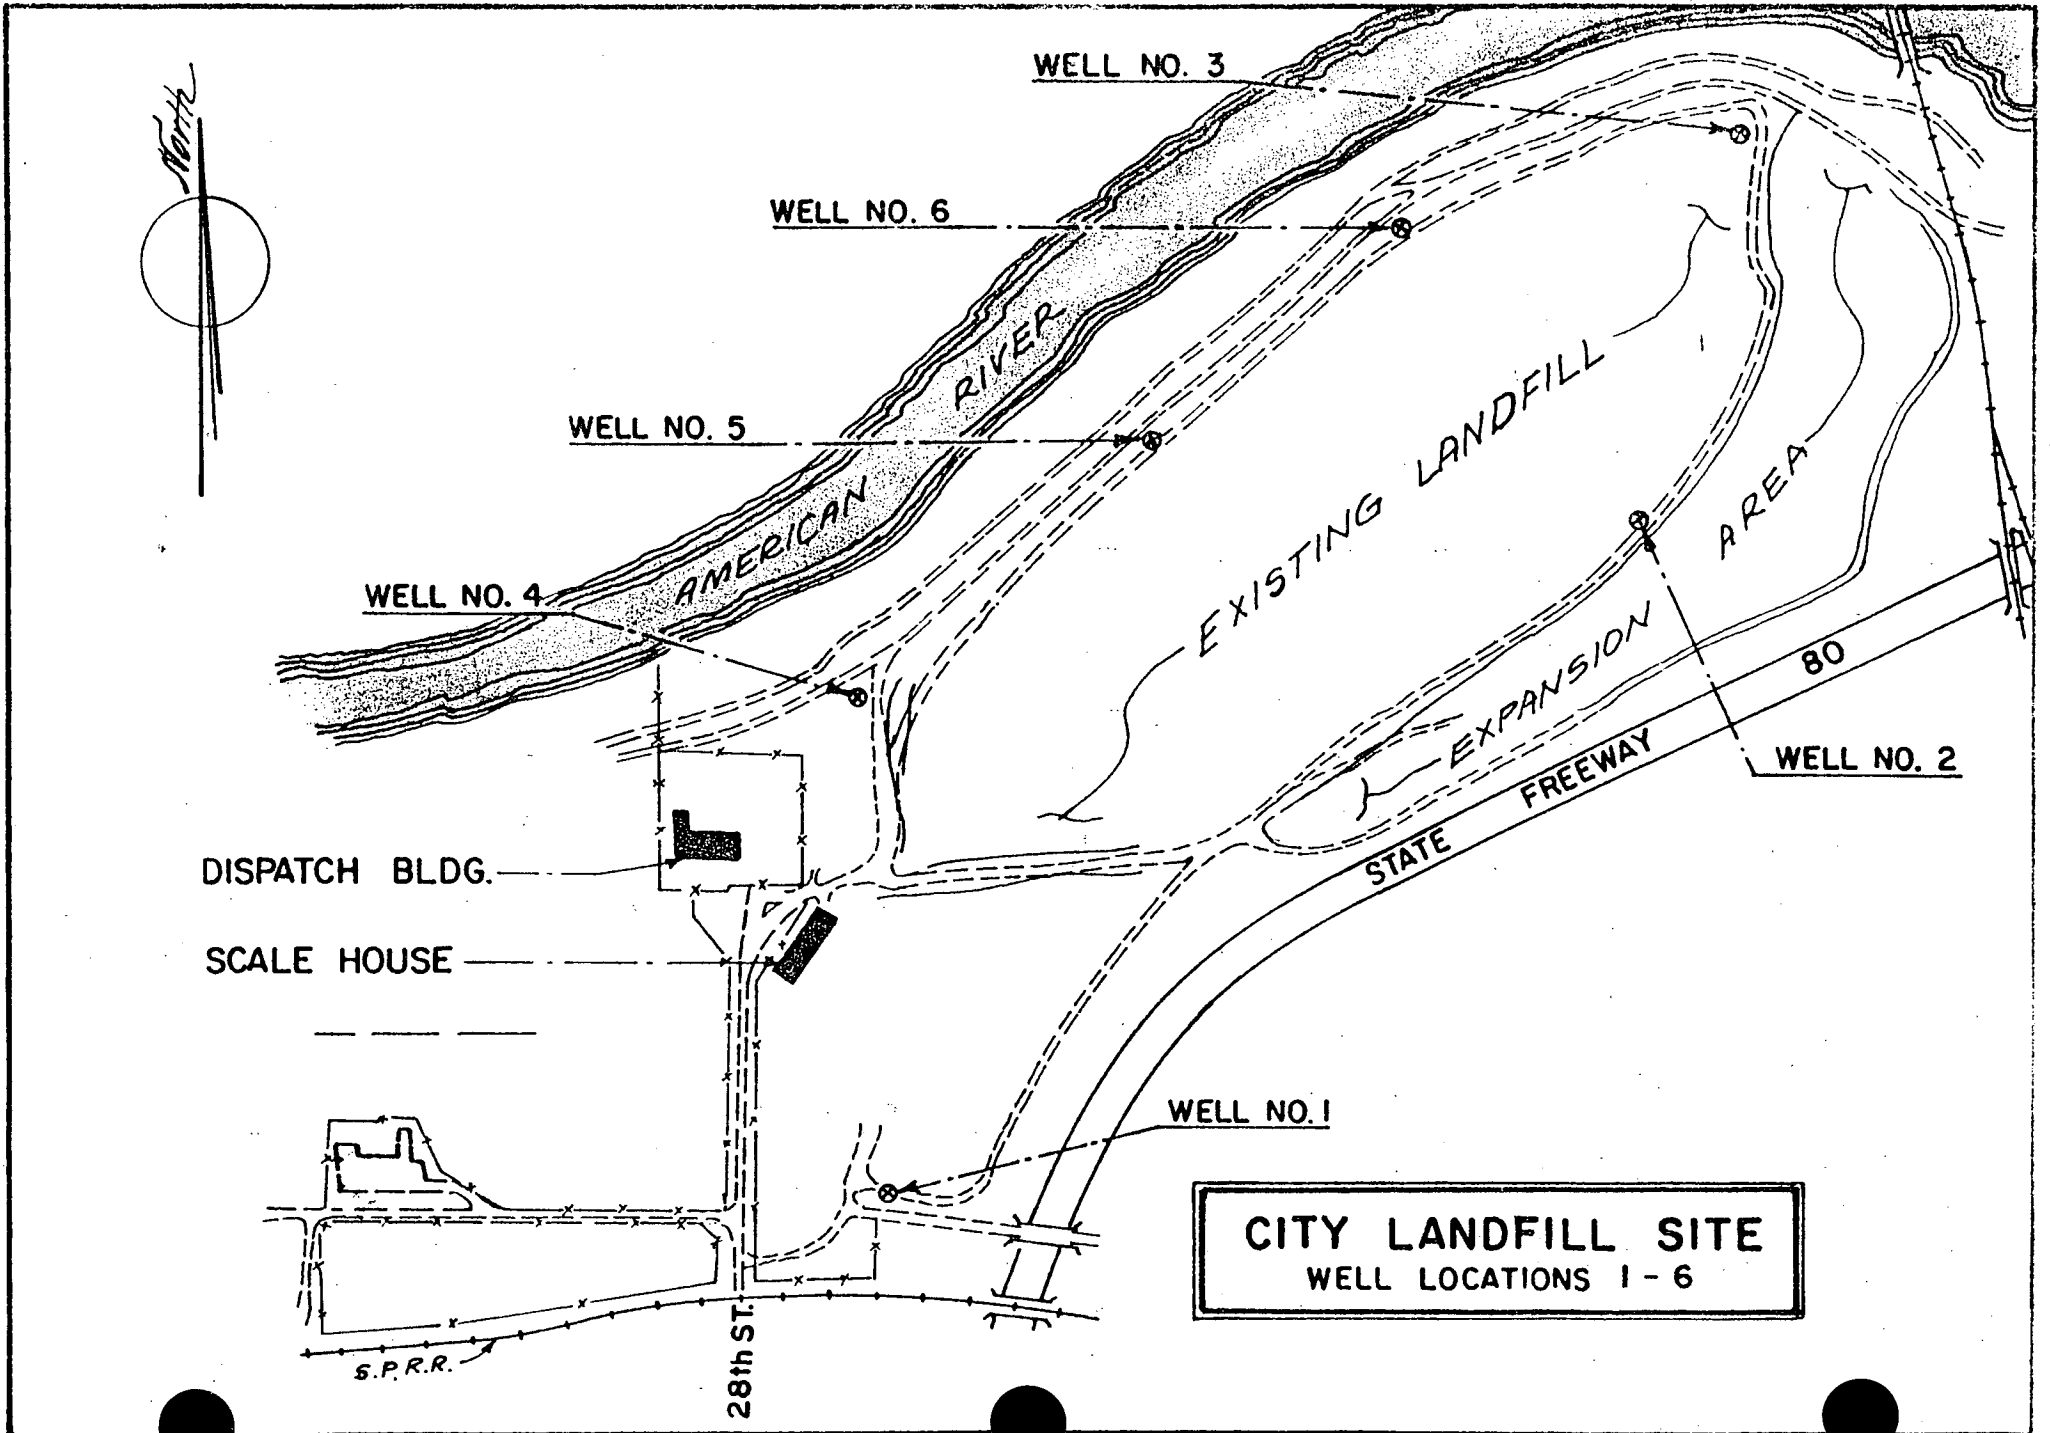 North
WELL NO. 3
WELL NO. 6
WELL NO. 5
WELL NO. 4
AMERICAN RIVER
EXISTING LANDFILL
EXPANSION AREA
STATE FREEWAY 80
WELL NO. 2
DISPATCH BLDG.
SCALE HOUSE
WELL NO. 1
CITY LANDFILL SITE
WELL LOCATIONS 1 - 6
S.P.R.R.
28th ST.